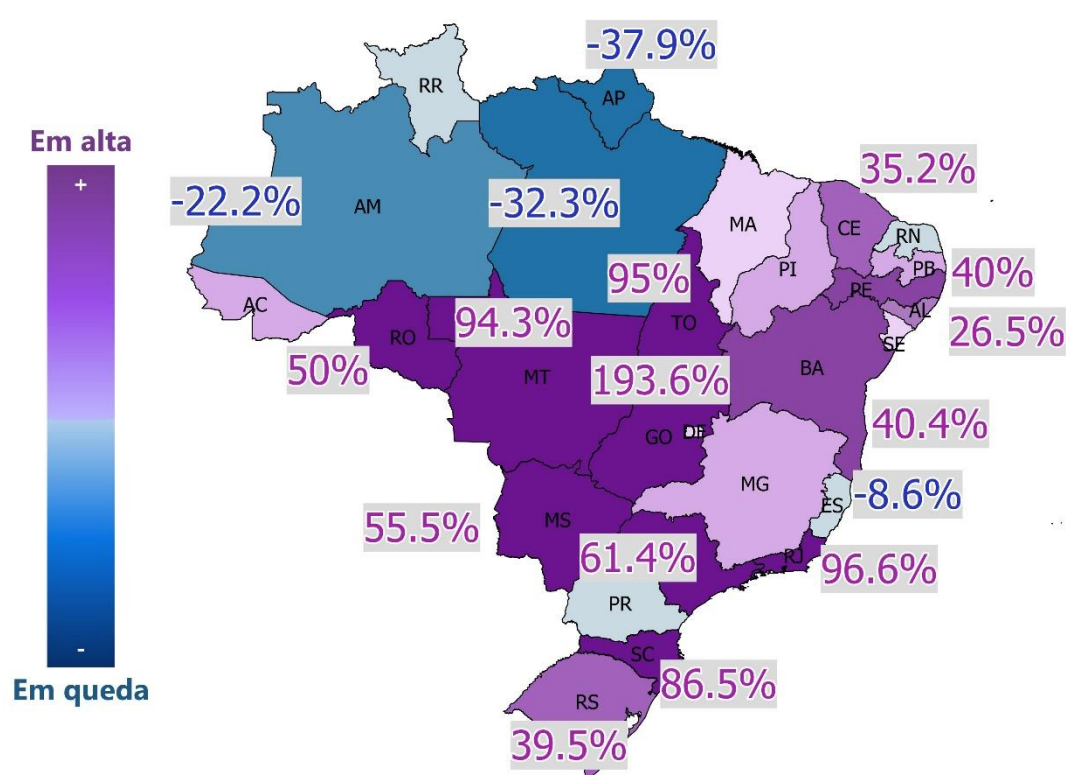 -37.9%
RR
AP
Em alta
+
35.2%
-22.2%
AM
-32.3%
MA
CE
RN
95%
PI
PB
40%
AC
PE
94.3%
TO
AL
26.5%
RO
SE
50%
MT
193.6%
BA
GO
DF
40.4%
MG
-8.6%
ES
55.5%
MS
61.4%
RJ
96.6%
PR
-
SC
Em queda
86.5%
RS
39.5%